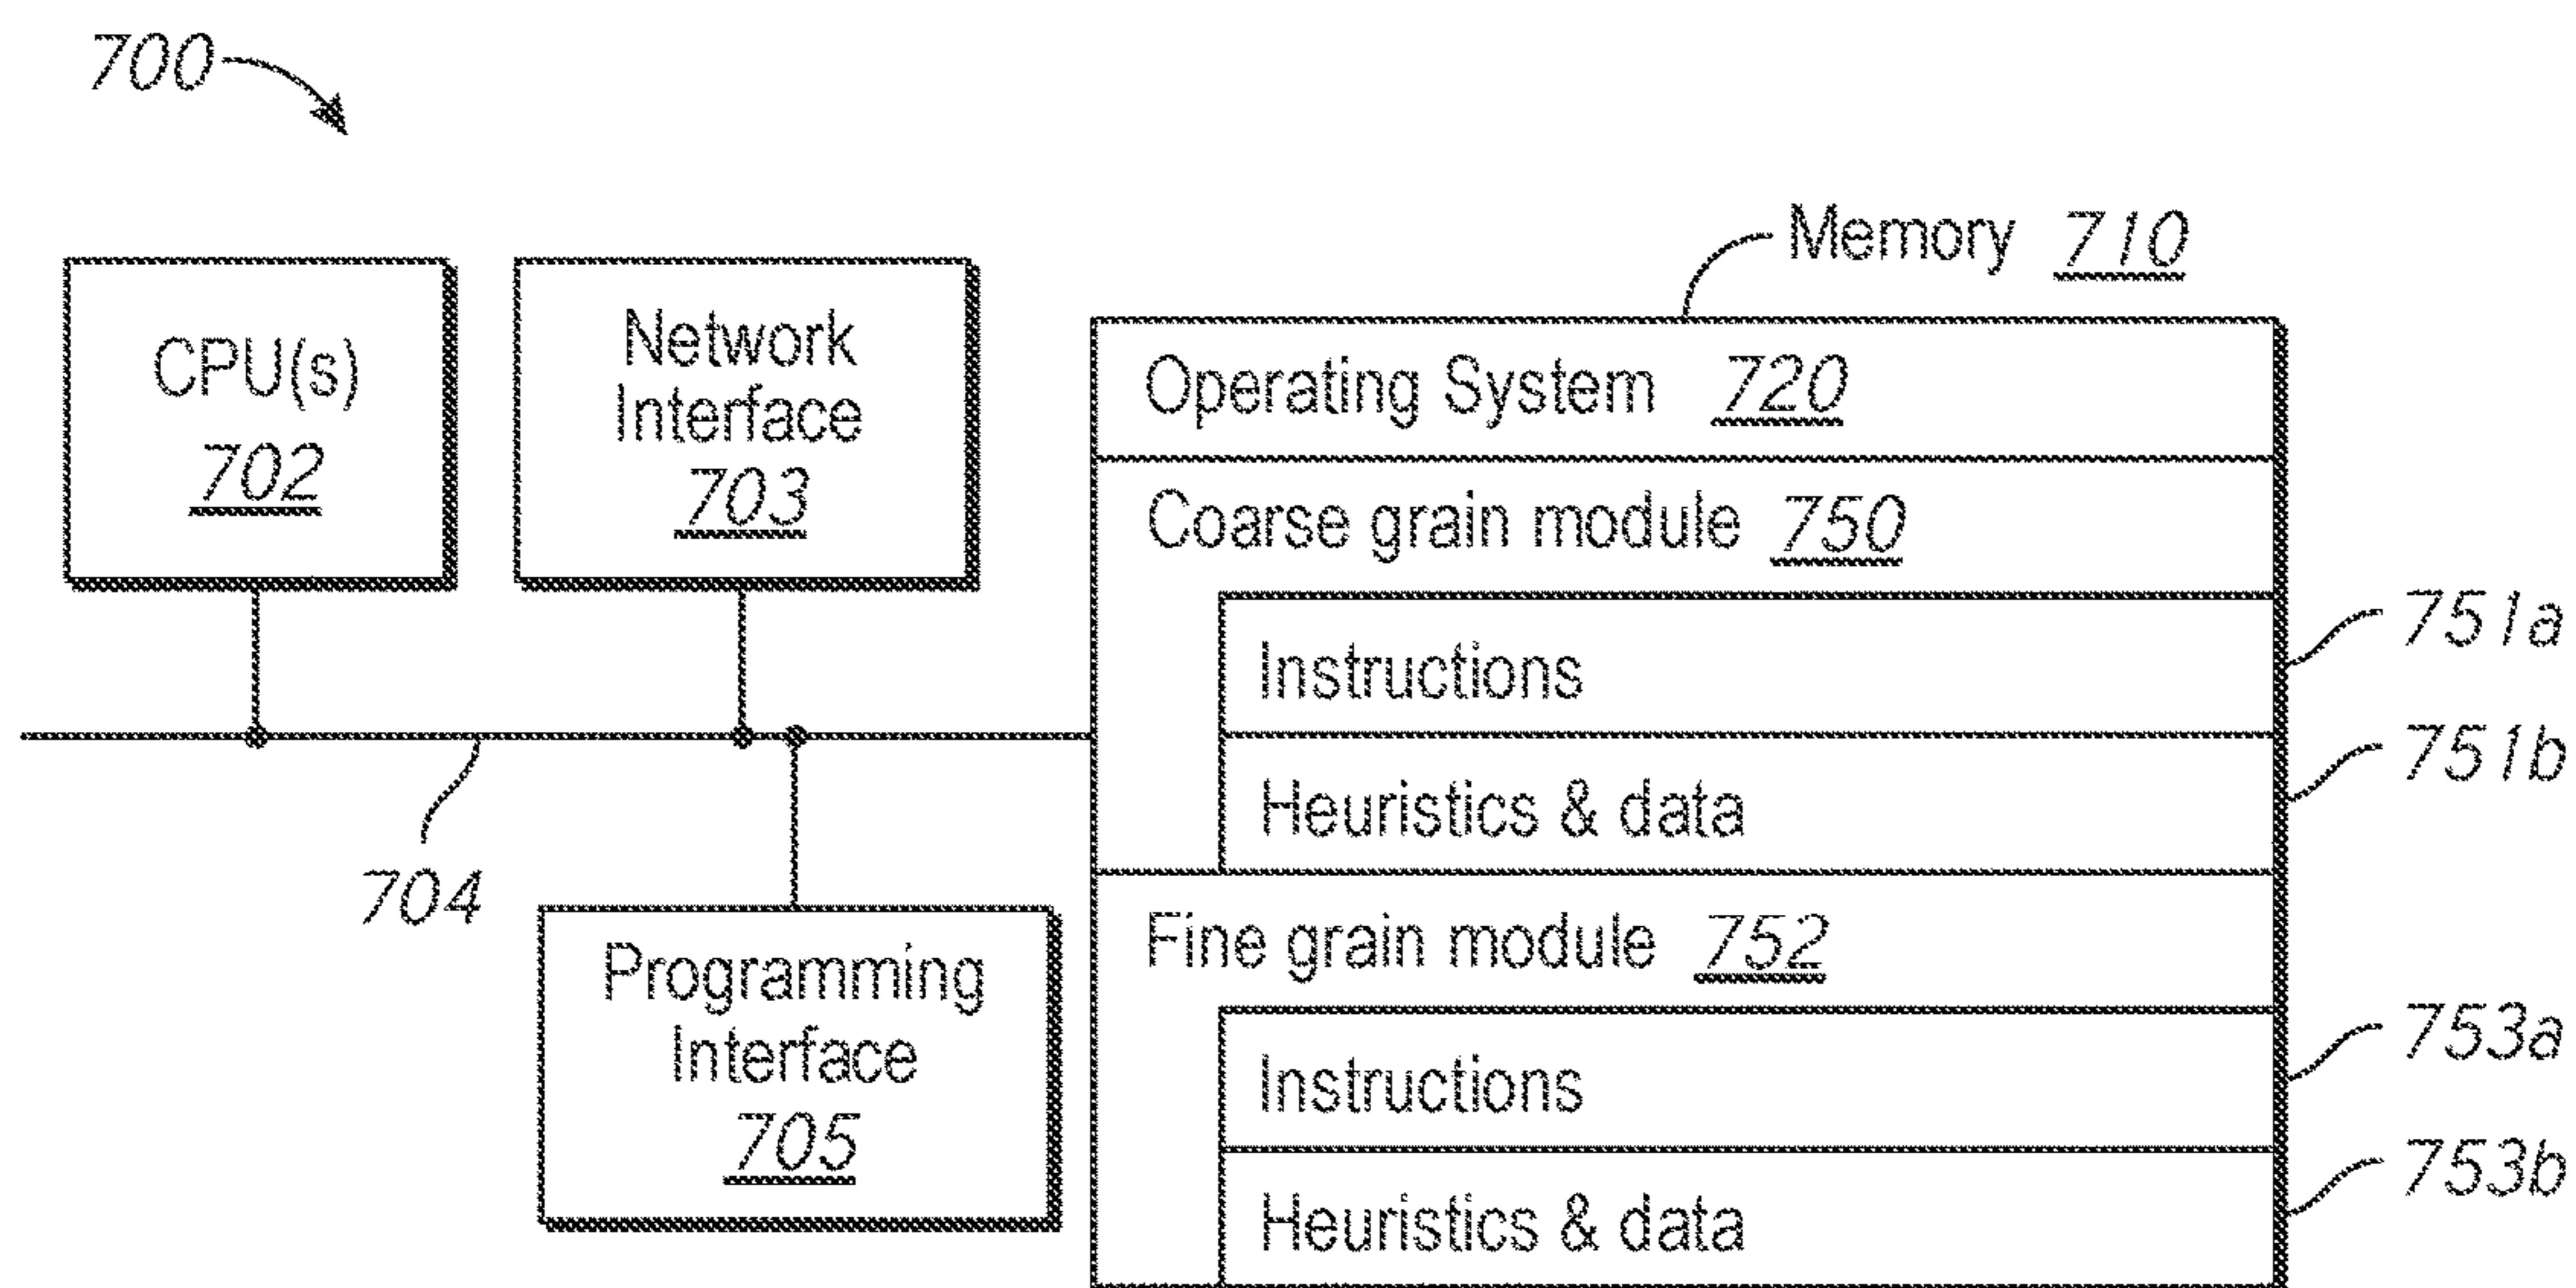 700
Memory 710
CPU(s)
702
Network
Interface
703
Operating System 720
Coarse grain module 750
Instructions
751a
Heuristics & data
751b
704
Programming
Interface
705
Fine grain module 752
Instructions
753a
Heuristics & data
753b